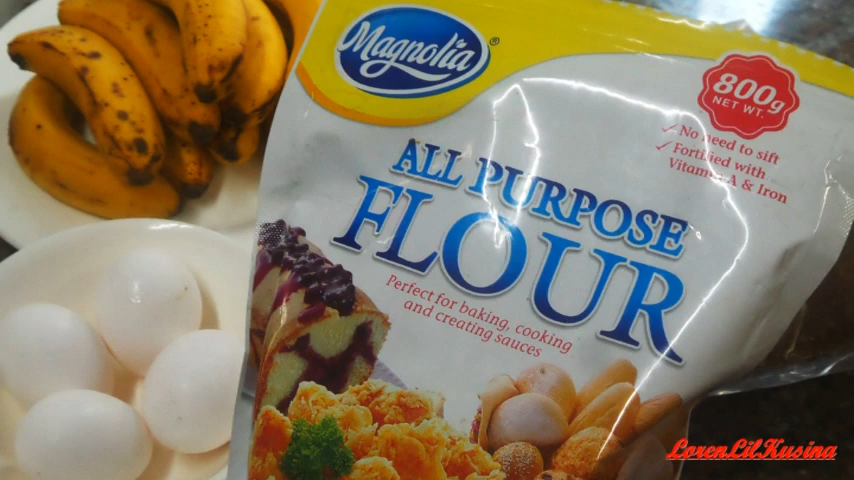 Magnolia®
800g
NET WT.
✓ No need to sift
✓ Fortified with
Vitamin A & Iron
ALL PURPOSE
FLOUR
Perfect for baking, cooking
and creating sauces
LorenLilKusina